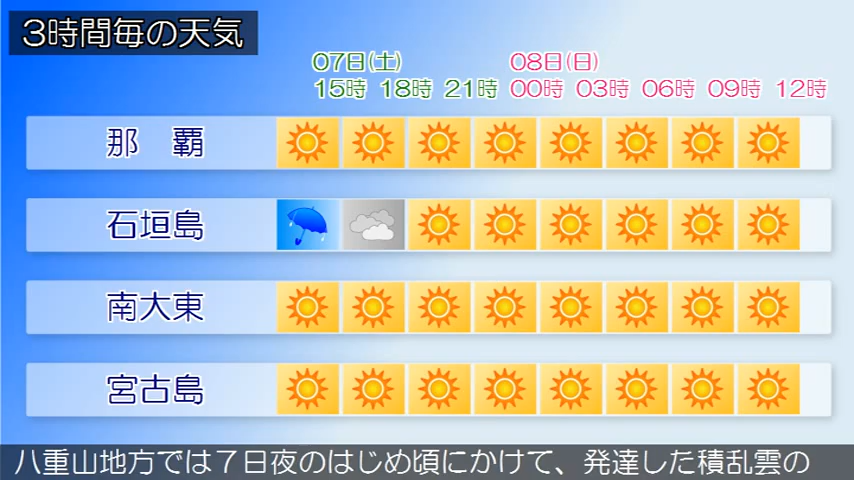 3時間毎の天気
07日(土) 08日(日)
15時 18時 21時 00時 03時 06時 09時 12時
那　覇
石垣島
南大東
宮古島
八重山地方では７日夜のはじめ頃にかけて、発達した積乱雲の